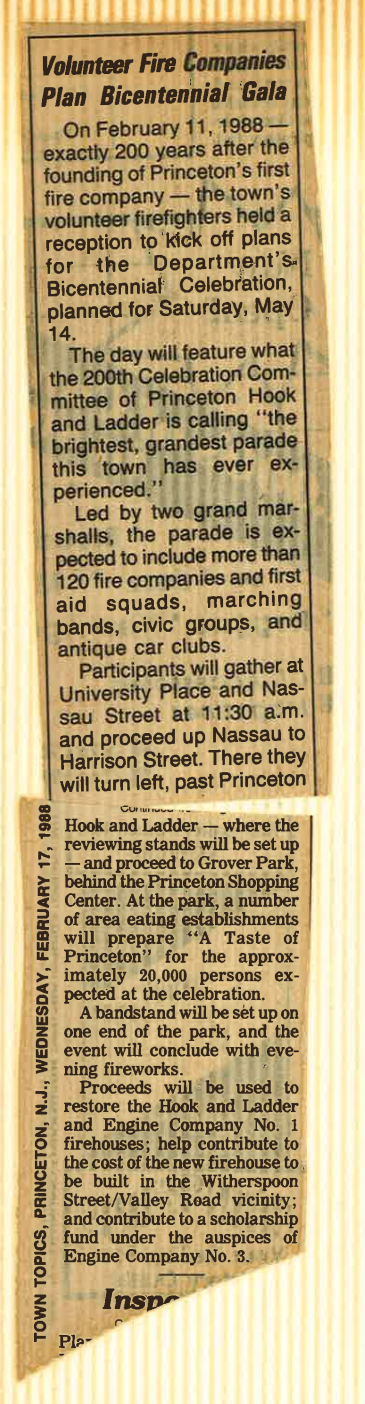 Volunteer Fire Companies
Plan Bicentennial Gala
On February 11, 1988 —
exactly 200 years after the
founding of Princeton's first
fire company — the town's
volunteer firefighters held a
reception to kick off plans
for the Department's
Bicentennial Celebration,
planned for Saturday, May
14.
The day will feature what
the 200th Celebration Com-
mittee of Princeton Hook
and Ladder is calling "the
brightest, grandest parade
this town has ever ex-
perienced."
Led by two grand mar-
shalls, the parade is ex-
pected to include more than
120 fire companies and first
aid squads, marching
bands, civic groups, and
antique car clubs.
Participants will gather at
University Place and Nas-
sau Street at 11:30 a.m.
and proceed up Nassau to
Harrison Street. There they
will turn left, past Princeton
Hook and Ladder — where the
reviewing stands will be set up
— and proceed to Grover Park,
behind the Princeton Shopping
Center. At the park, a number
of area eating establishments
will prepare "A Taste of
Princeton" for the approx-
imately 20,000 persons ex-
pected at the celebration.
A bandstand will be set up on
one end of the park, and the
event will conclude with eve-
ning fireworks.
Proceeds will be used to
restore the Hook and Ladder
and Engine Company No. 1
firehouses; help contribute to
the cost of the new firehouse to
be built in the Witherspoon
Street/Valley Road vicinity;
and contribute to a scholarship
fund under the auspices of
Engine Company No. 3.
TOWN TOPICS, PRINCETON, N.J., WEDNESDAY, FEBRUARY 17, 1988